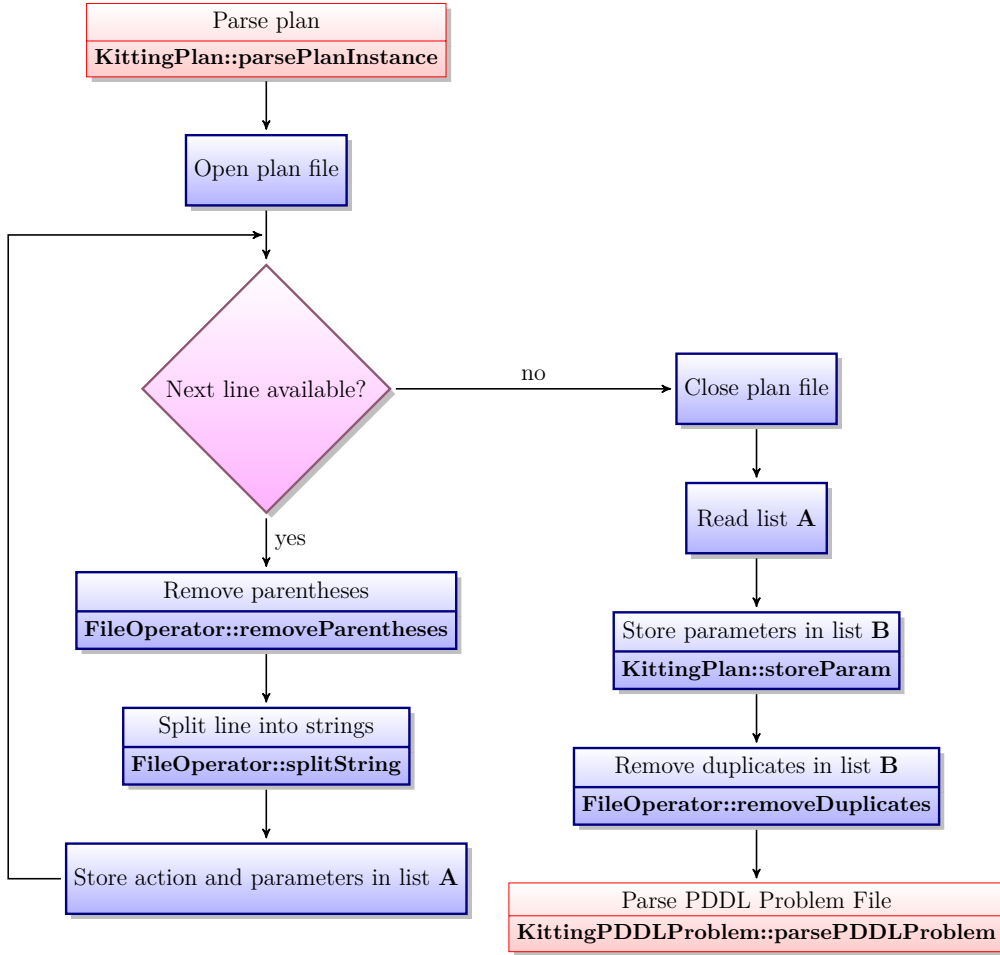 Parse plan
KittingPlan::parsePlanInstance
Open plan file
Next line available?
no
Close plan file
yes
Read list A
Remove parentheses
FileOperator::removeParentheses
Store parameters in list B
KittingPlan::storeParam
Split line into strings
FileOperator::splitString
Remove duplicates in list B
FileOperator::removeDuplicates
Store action and parameters in list A
Parse PDDL Problem File
KittingPDDLProblem::parsePDDLProblem